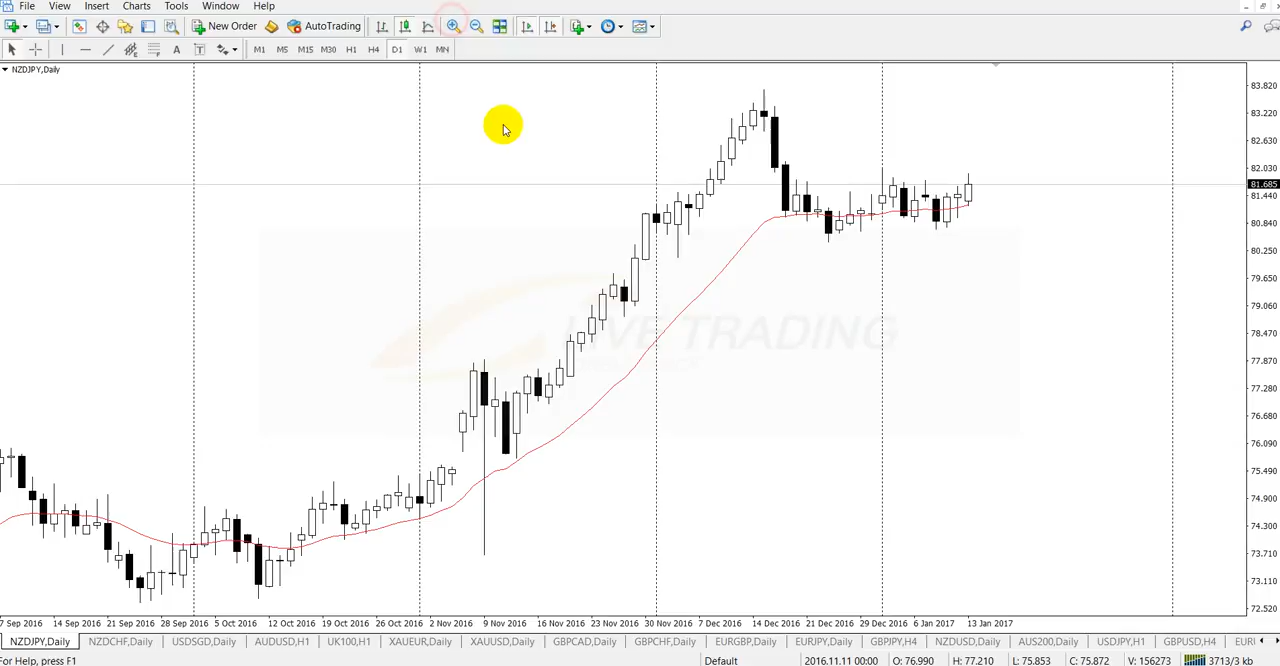 File View Insert Charts Tools Window Help
New Order AutoTrading
A T M1 M5 M15 M30 H1 H4 D1 W1 MN
NZDJPY,Daily
83.820
83.220
82.630
82.030
81.685
81.440
80.840
80.250
79.650
79.060
78.470
77.870
77.280
76.680
76.090
75.490
74.900
74.300
73.710
73.110
72.520
LIVE TRADING
7 Sep 2016 14 Sep 2016 21 Sep 2016 28 Sep 2016 5 Oct 2016 12 Oct 2016 19 Oct 2016 26 Oct 2016 2 Nov 2016 9 Nov 2016 16 Nov 2016 23 Nov 2016 30 Nov 2016 7 Dec 2016 14 Dec 2016 21 Dec 2016 29 Dec 2016 6 Jan 2017 13 Jan 2017
NZDJPY,Daily NZDCHF,Daily USDSGD,Daily AUDUSD,H1 UK100,H1 XAUEUR,Daily XAUUSD,Daily GBPCAD,Daily GBPCHF,Daily EURGBP,Daily EURJPY,Daily GBPJPY,H4 NZDUSD,Daily AUS200,Daily USDJPY,H1 GBPUSD,H4 EURI
For Help, press F1 Default 2016.11.11 00:00 O: 76.990 H: 77.210 L: 75.853 C: 75.872 V: 156273 3713/3 kb